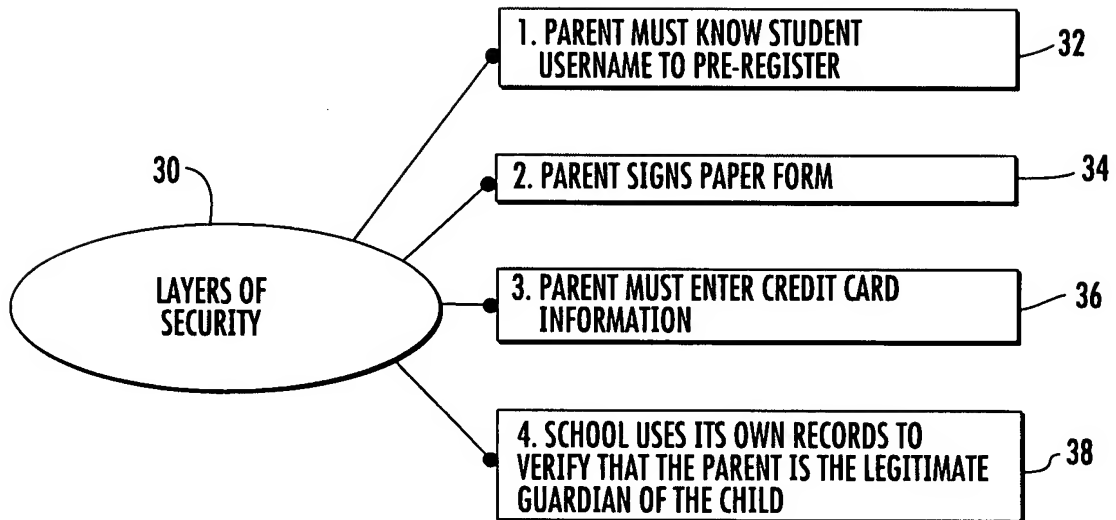 1. PARENT MUST KNOW STUDENT
USERNAME TO PRE-REGISTER
32
30
2. PARENT SIGNS PAPER FORM
34
LAYERS OF
SECURITY
3. PARENT MUST ENTER CREDIT CARD
INFORMATION
36
4. SCHOOL USES ITS OWN RECORDS TO
VERIFY THAT THE PARENT IS THE LEGITIMATE
GUARDIAN OF THE CHILD
38